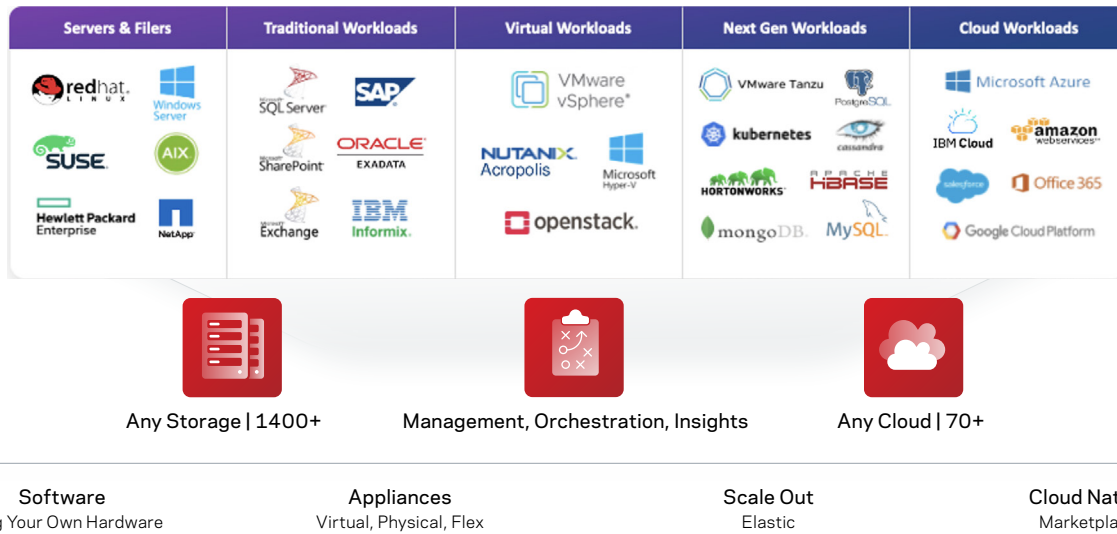 Servers & Filers
Traditional Workloads
Virtual Workloads
Next Gen Workloads
Cloud Workloads
redhat.
LINUX
Windows
Server
SUSE
AIX
Hewlett Packard
Enterprise
NetApp
Microsoft
SQL Server
SAP
Microsoft
SharePoint
ORACLE
EXADATA
Microsoft
Exchange
IBM
Informix.
VMware
vSphere®
NUTANIX
Acropolis
Microsoft
Hyper-V
openstack.
VMware Tanzu
PostgreSQL
kubernetes
cassandra
HORTONWORKS
APACHE
HBASE
mongoDB.
MySQL
Microsoft Azure
IBM Cloud
amazon
webservices
salesforce
Office 365
Google Cloud Platform
Any Storage | 1400+
Management, Orchestration, Insights
Any Cloud | 70+
Software
g Your Own Hardware
Appliances
Virtual, Physical, Flex
Scale Out
Elastic
Cloud Nat
Marketpla